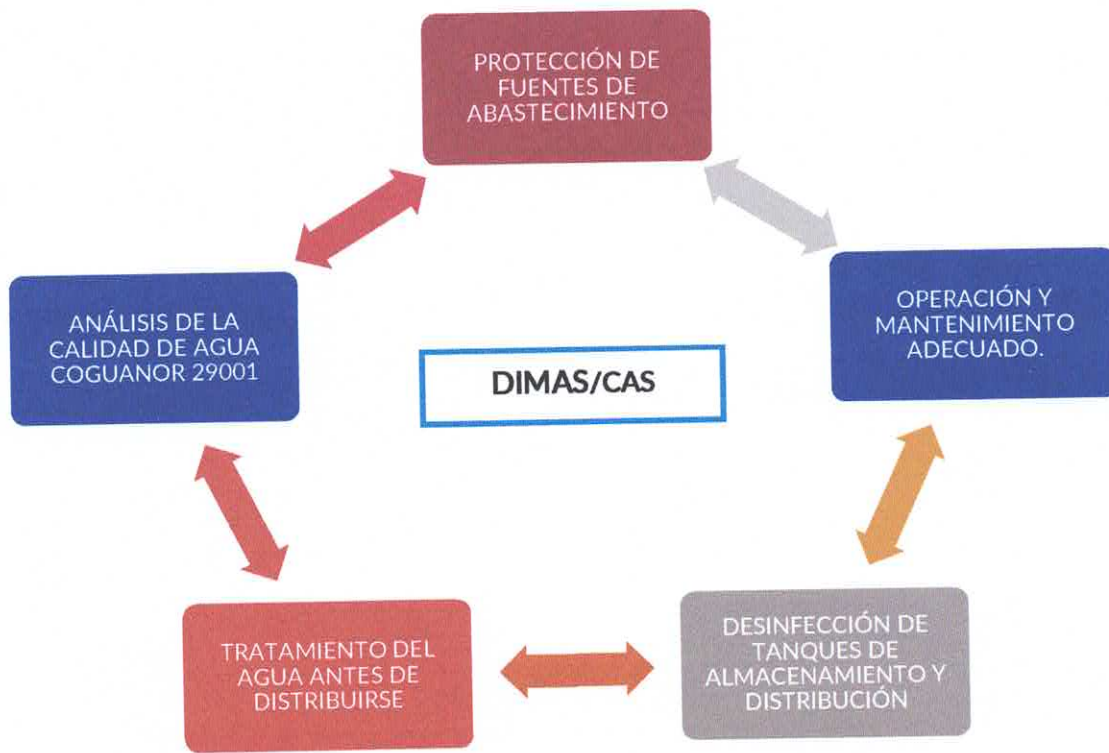 PROTECCIÓN DE
FUENTES DE
ABASTECIMIENTO
ANÁLISIS DE LA
CALIDAD DE AGUA
COGUANOR 29001
OPERACIÓN Y
MANTENIMIENTO
ADECUADO.
DIMAS/CAS
TRATAMIENTO DEL
AGUA ANTES DE
DISTRIBUIRSE
DESINFECCIÓN DE
TANQUES DE
ALMACENAMIENTO Y
DISTRIBUCIÓN